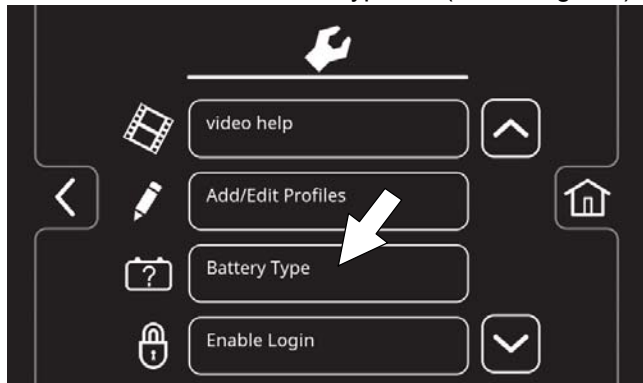 video help
Add/Edit Profiles
?
Battery Type
Enable Login